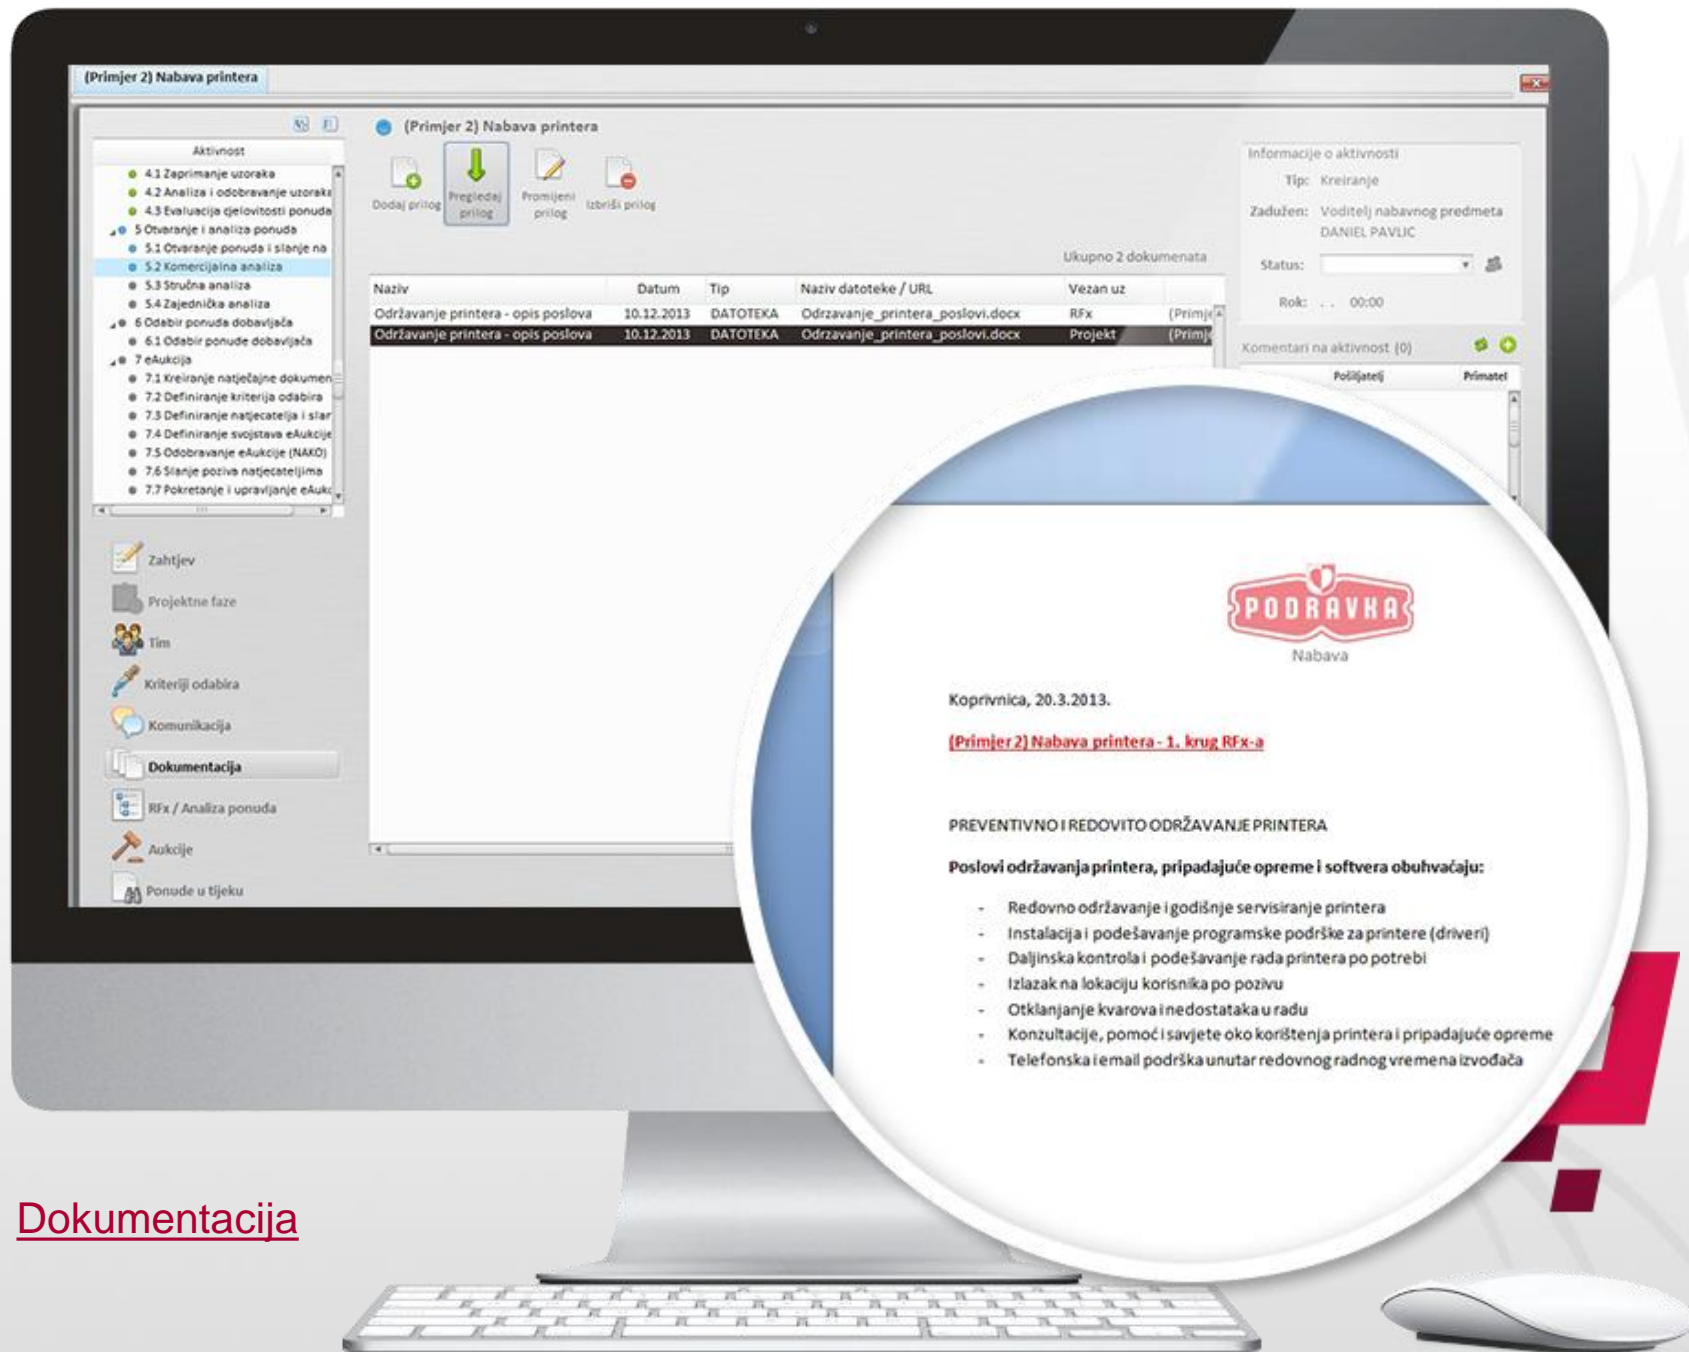 (Primjer 2) Nabava printera
(Primjer 2) Nabava printera
Aktivnost
4.1 Zaprimanje uzoraka
4.2 Analiza i odobravanje uzoraka
4.3 Evaluacija cjelovitosti ponuda
5 Otvaranje i analiza ponuda
5.1 Otvaranje ponuda i slanje na
5.2 Komercijalna analiza
5.3 Stručna analiza
5.4 Zajednička analiza
6 Odabir ponuda dobavljača
6.1 Odabir ponude dobavljača
7 eAukcija
7.1 Kreiranje natječajne dokumen
7.2 Definiranje kriterija odabira
7.3 Definiranje natjecatelja i slan
7.4 Definiranje svojstava eAukcije
7.5 Odobravanje eAukcije (NAKO)
7.6 Slanje poziva natjecateljima
7.7 Pokretanje i upravljanje eAukc
Zahtjev
Projektne faze
Tim
Kriteriji odabira
Komunikacija
Dokumentacija
RFx / Analiza ponuda
Aukcije
Ponude u tijeku
Dodaj prilog
Pregledaj prilog
Promijeni prilog
Izbriši prilog
Ukupno 2 dokumenata
Naziv Datum Tip Naziv datoteke / URL Vezan uz
Održavanje printera - opis poslova 10.12.2013 DATOTEKA Odrzavanje_printera_poslovi.docx RFx (Primje
Održavanje printera - opis poslova 10.12.2013 DATOTEKA Odrzavanje_printera_poslovi.docx Projekt (Primje
Informacije o aktivnosti
Tip: Kreiranje
Zadužen: Voditelj nabavnog predmeta
DANIEL PAVLIC
Status:
Rok: . . 00:00
Komentari na aktivnost (0)
Pošiljatelj Primatel
PODRAVKA
Nabava
Koprivnica, 20.3.2013.
(Primjer 2) Nabava printera - 1. krug RFx-a
PREVENTIVNO I REDOVITO ODRŽAVANJE PRINTERA
Poslovi održavanja printera, pripadajuće opreme i softvera obuhvaćaju:
- Redovno održavanje i godišnje servisiranje printera
- Instalacija i podešavanje programske podrške za printere (driveri)
- Daljinska kontrola i podešavanje rada printera po potrebi
- Izlazak na lokaciju korisnika po pozivu
- Otklanjanje kvarova i nedostataka u radu
- Konzultacije, pomoć i savjete oko korištenja printera i pripadajuće opreme
- Telefonska i email podrška unutar redovnog radnog vremena izvođača
Dokumentacija